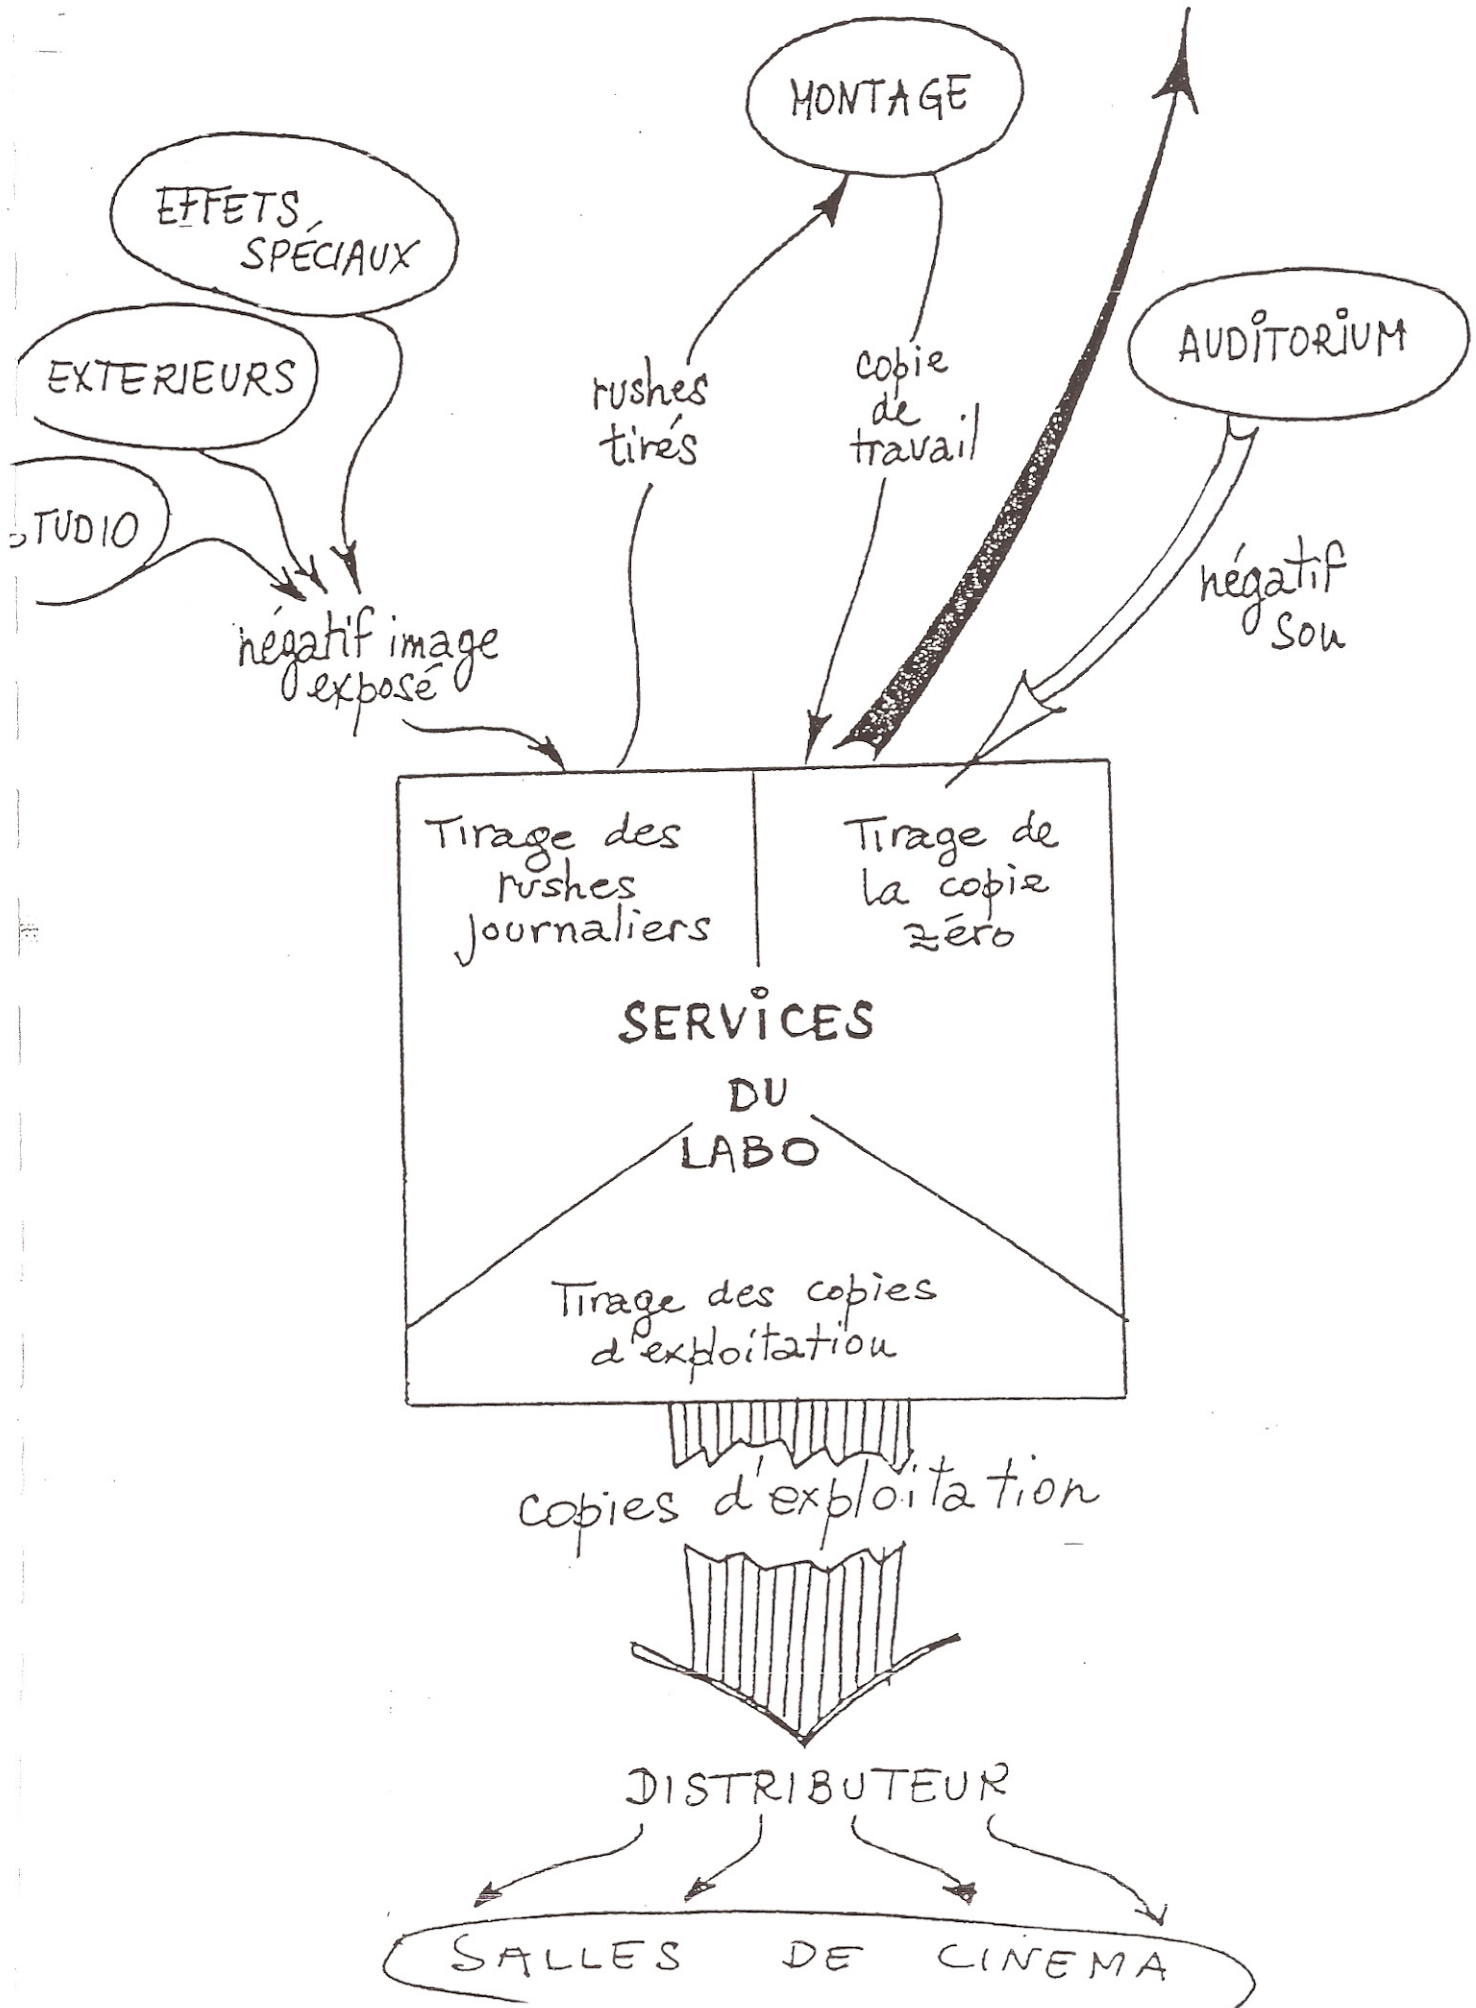 MONTAGE
EFFETS
SPÉCIAUX
AUDITORIUM
EXTERIEURS
TUDIO
rushes
tirés
copie
de
travail
négatif
son
négatif image
exposé
Tirage des
rushes
journaliers
Tirage de
la copie
zéro
SERVICES
DU
LABO
Tirage des copies
d'exploitation
copies d'exploitation
DISTRIBUTEUR
SALLES DE CINEMA